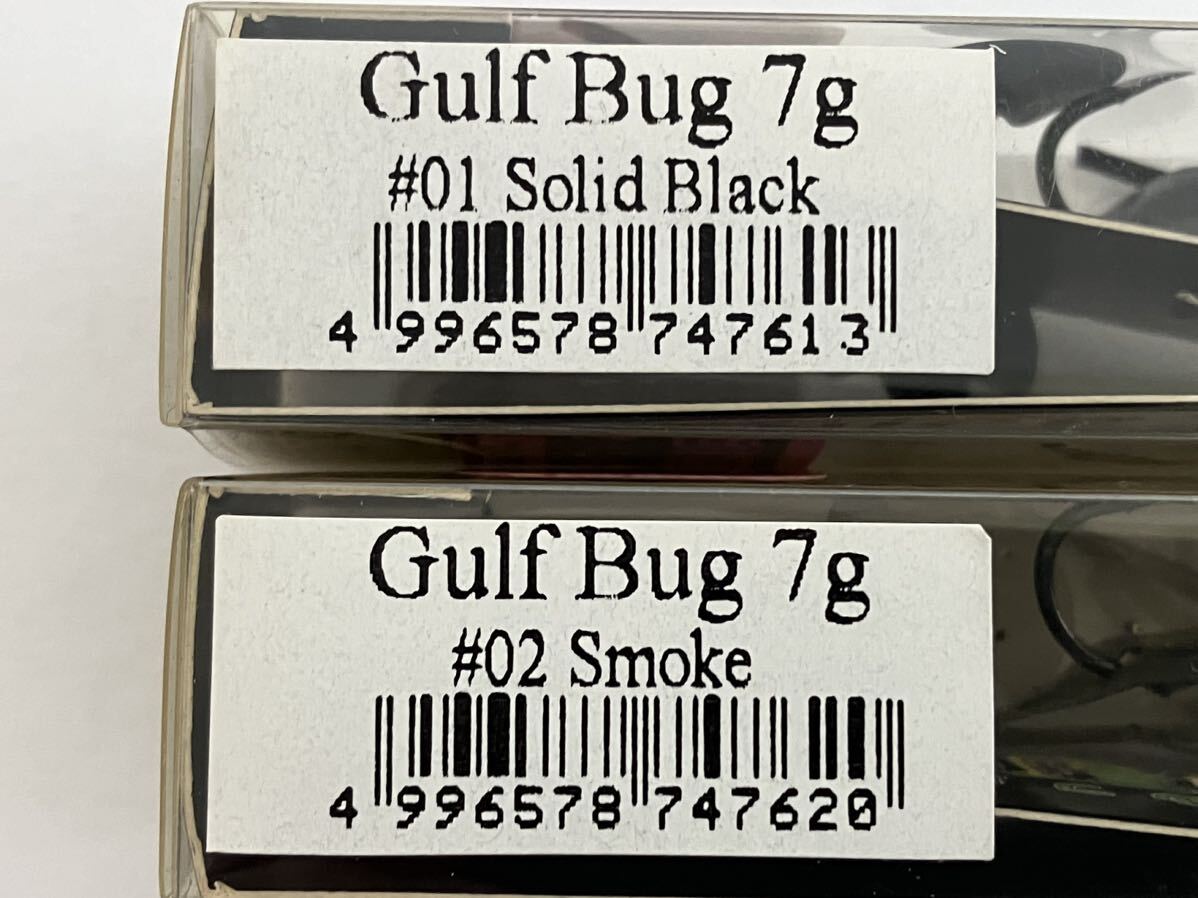 Gulf Bug 7g
#01 Solid Black
4 996578 747613
Gulf Bug 7g
#02 Smoke
4 996578 747620